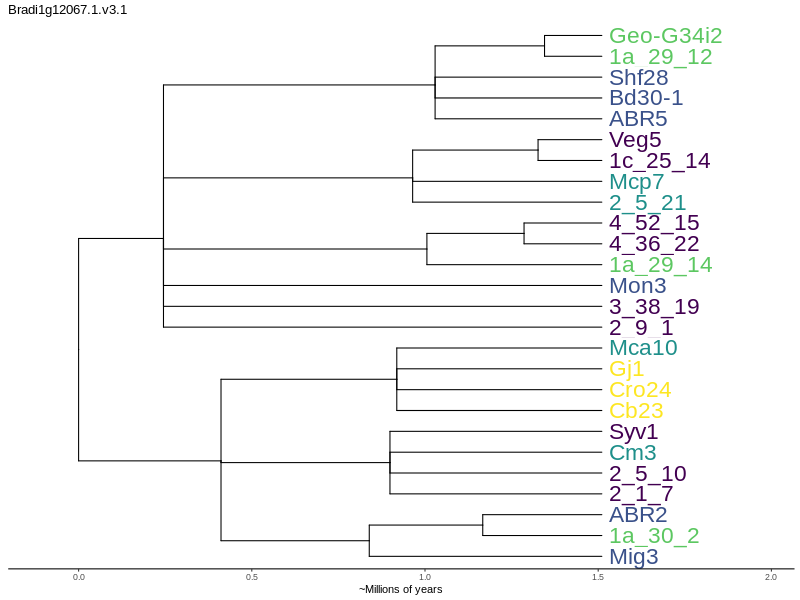 Bradi1g12067.1.v3.1
Geo-G34i2
1a_29_12
Shf28
Bd30-1
ABR5
Veg5
1c_25_14
Mcp7
2_5_21
4_52_15
4_36_22
1a_29_14
Mon3
3_38_19
2_9_1
Mca10
Gj1
Cro24
Cb23
Syv1
Cm3
2_5_10
2_1_7
ABR2
1a_30_2
Mig3
0.0 0.5 1.0 1.5 2.0
~Millions of years